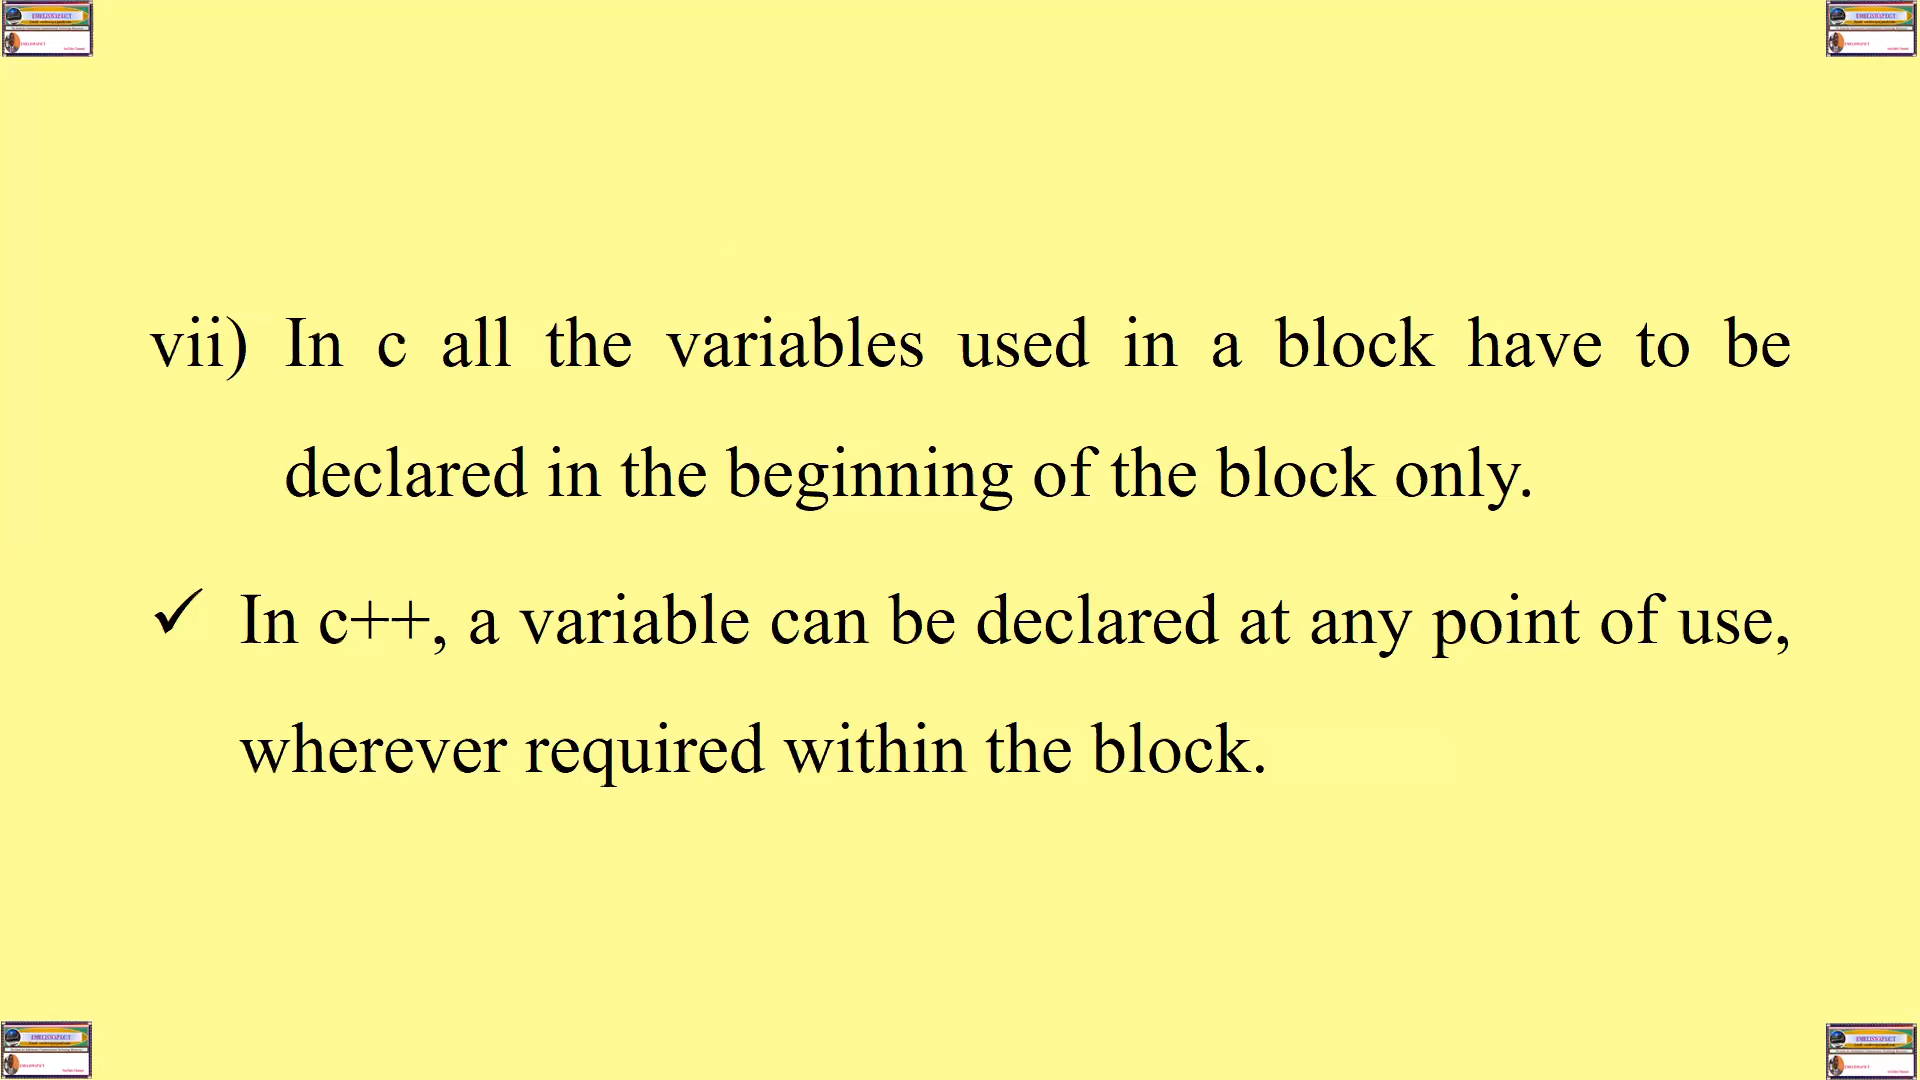 vii) In c all the variables used in a block have to be
declared in the beginning of the block only.
✓ In c++, a variable can be declared at any point of use,
wherever required within the block.